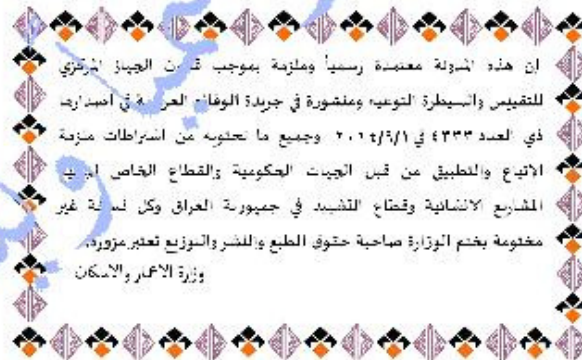 إن هذه المدونة معتمدة رسمياً وملزمة بموجب قانون الجهاز المركزي
للتقييس والسيطرة النوعية ومنشورة في جريدة الوقائع العراقية في اصدارها
ذي العدد ٤٣٣٣ في ٢٠١٤/٩/١ وجميع ما تحتويه من اشتراطات ملزمة
الاتباع والتطبيق من قبل الجهات الحكومية والقطاع الخاص
المشاريع الانشائية وقطاع التشييد في جمهورية العراق وكل نسخة غير
مختومة بختم الوزارة صاحبة حقوق الطبع والنشر والتوزيع تعتبر مزورة.
وزارة الاعمار والاسكان